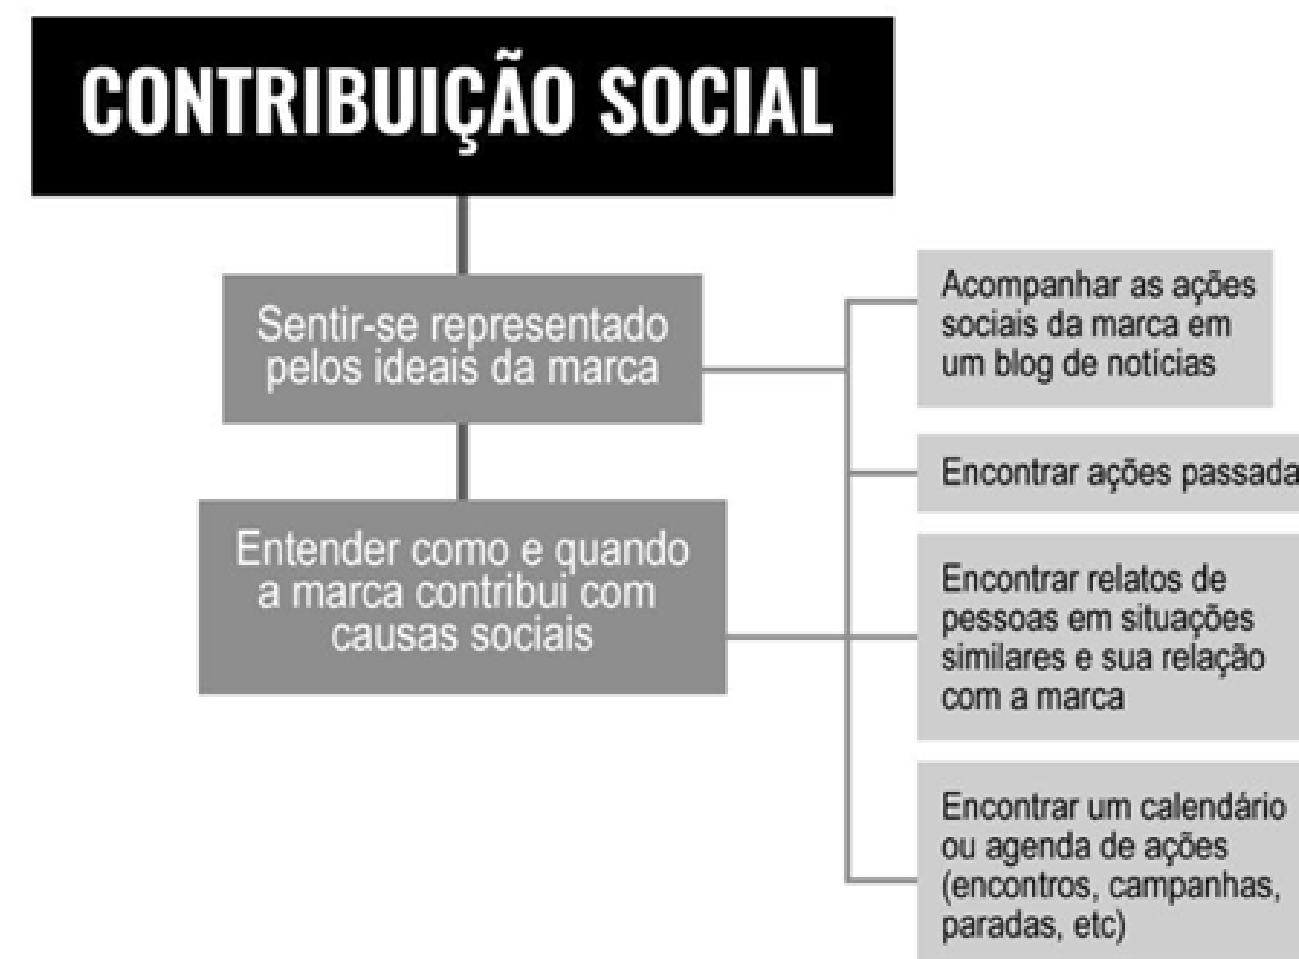 CONTRIBUIÇÃO SOCIAL
Sentir-se representado
pelos ideais da marca
Entender como e quando
a marca contribui com
causas sociais
Acompanhar as ações
sociais da marca em
um blog de notícias
Encontrar ações passada
Encontrar relatos de
pessoas em situações
similares e sua relação
com a marca
Encontrar um calendário
ou agenda de ações
(encontros, campanhas,
paradas, etc)